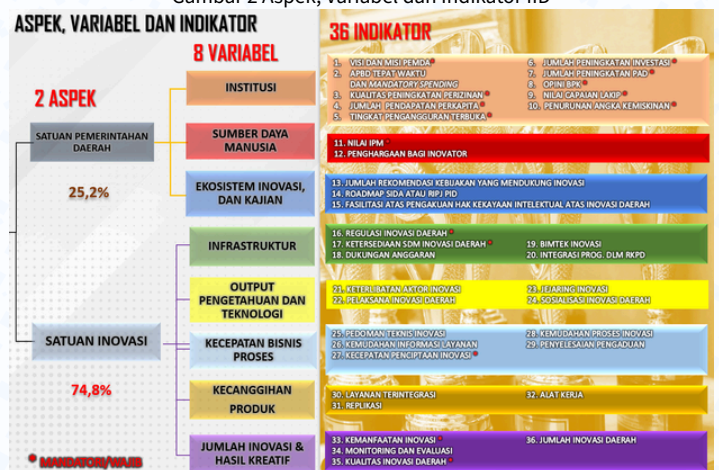 Gambar 2 Aspek, Variabel dan Indikator IID
ASPEK, VARIABEL DAN INDIKATOR
2 ASPEK
SATUAN PEMERINTAHAN
DAERAH
25,2%
SATUAN INOVASI
74,8%
* MANDATORI/WAJIB
8 VARIABEL
INSTITUSI
SUMBER DAYA
MANUSIA
EKOSISTEM INOVASI,
DAN KAJIAN
INFRASTRUKTUR
OUTPUT
PENGETAHUAN DAN
TEKNOLOGI
KECEPATAN BISNIS
PROSES
KECANGGIHAN
PRODUK
JUMLAH INOVASI &
HASIL KREATIF
36 INDIKATOR
1. VISI DAN MISI PEMDA*
2. APBD TEPAT WAKTU
DAN MANDATORY SPENDING
3. KUALITAS PENINGKATAN PERIZINAN*
4. JUMLAH PENDAPATAN PERKAPITA*
5. TINGKAT PENGANGGURAN TERBUKA*
6. JUMLAH PENINGKATAN INVESTASI*
7. JUMLAH PENINGKATAN PAD*
8. OPINI BPK*
9. NILAI CAPAIAN LAKIP*
10. PENURUNAN ANGKA KEMISKINAN*
11. NILAI IPM*
12. PENGHARGAAN BAGI INOVATOR
13. JUMLAH REKOMENDASI KEBIJAKAN YANG MENDUKUNG INOVASI
14. ROADMAP SIDA ATAU RIPJ PID
15. FASILITASI ATAS PENGAKUAN HAK KEKAYAAN INTELEKTUAL ATAS INOVASI DAERAH
16. REGULASI INOVASI DAERAH*
17. KETERSEDIAAN SDM INOVASI DAERAH*
18. DUKUNGAN ANGGARAN
19. BIMTEK INOVASI
20. INTEGRASI PROG. DLM RKPD
21. KETERLIBATAN AKTOR INOVASI
22. PELAKSANA INOVASI DAERAH
23. JEJARING INOVASI
24. SOSIALISASI INOVASI DAERAH
25. PEDOMAN TEKNIS INOVASI
26. KEMUDAHAN INFORMASI LAYANAN
27. KECEPATAN PENCIPTAAN INOVASI*
28. KEMUDAHAN PROSES INOVASI
29. PENYELESAIAN PENGADUAN
30. LAYANAN TERINTEGRASI
31. REPLIKASI
32. ALAT KERJA
33. KEMANFAATAN INOVASI*
34. MONITORING DAN EVALUASI
35. KUALITAS INOVASI DAERAH*
36. JUMLAH INOVASI DAERAH